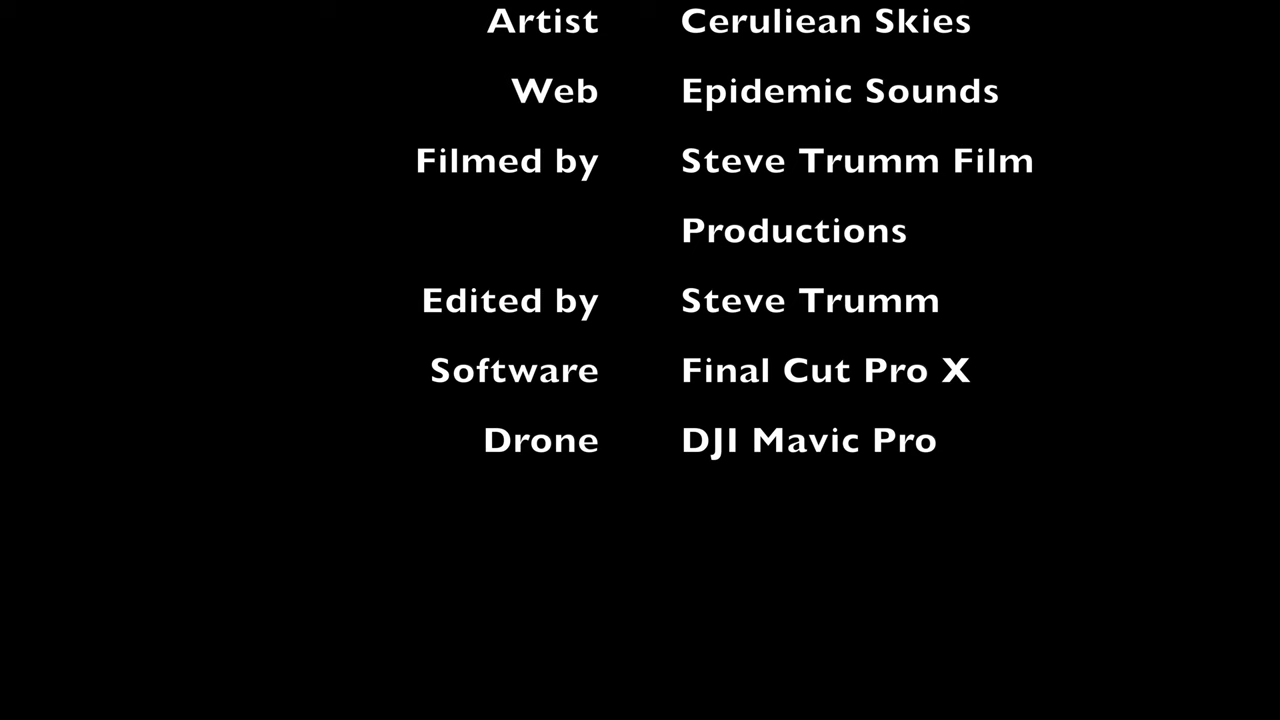 Artist Ceruliean Skies
Web Epidemic Sounds
Filmed by Steve Trumm Film
Productions
Edited by Steve Trumm
Software Final Cut Pro X
Drone DJI Mavic Pro